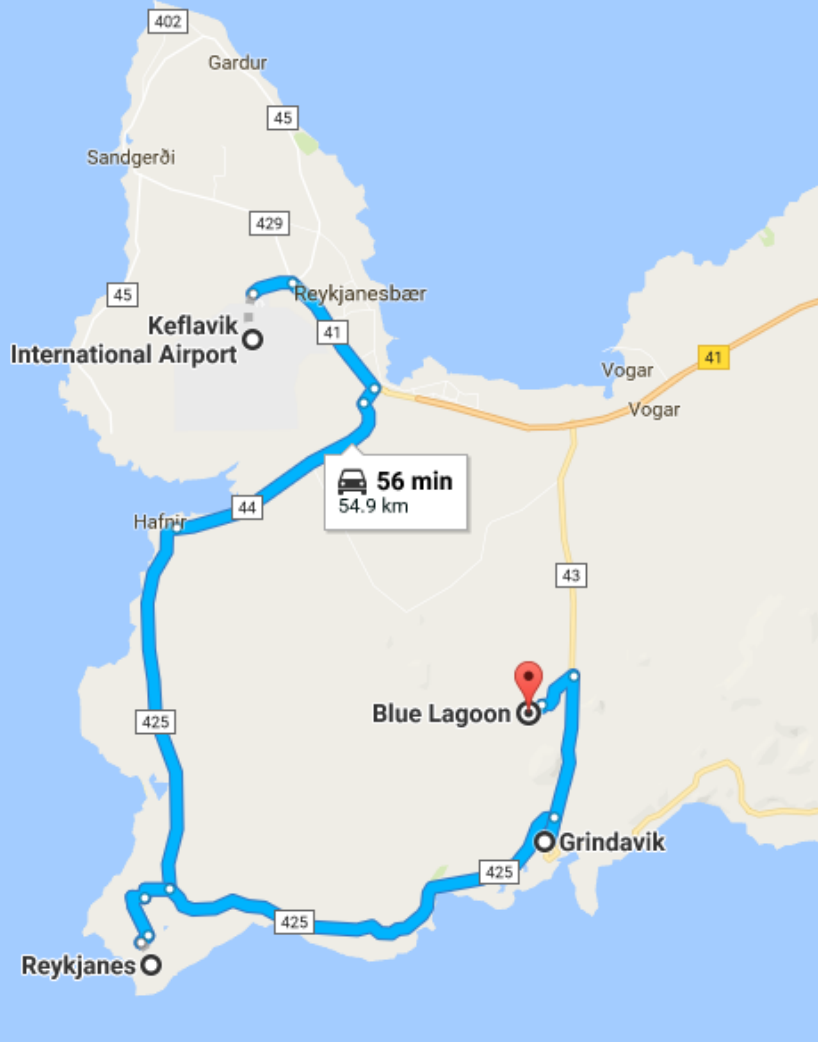 402
Gardur
45
Sandgerði
429
45
Reykjanesbær
Keflavik
International Airport
41
41
Vogar
Vogar
56 min
54.9 km
44
Hafnir
43
Blue Lagoon
425
Grindavik
425
425
Reykjanes